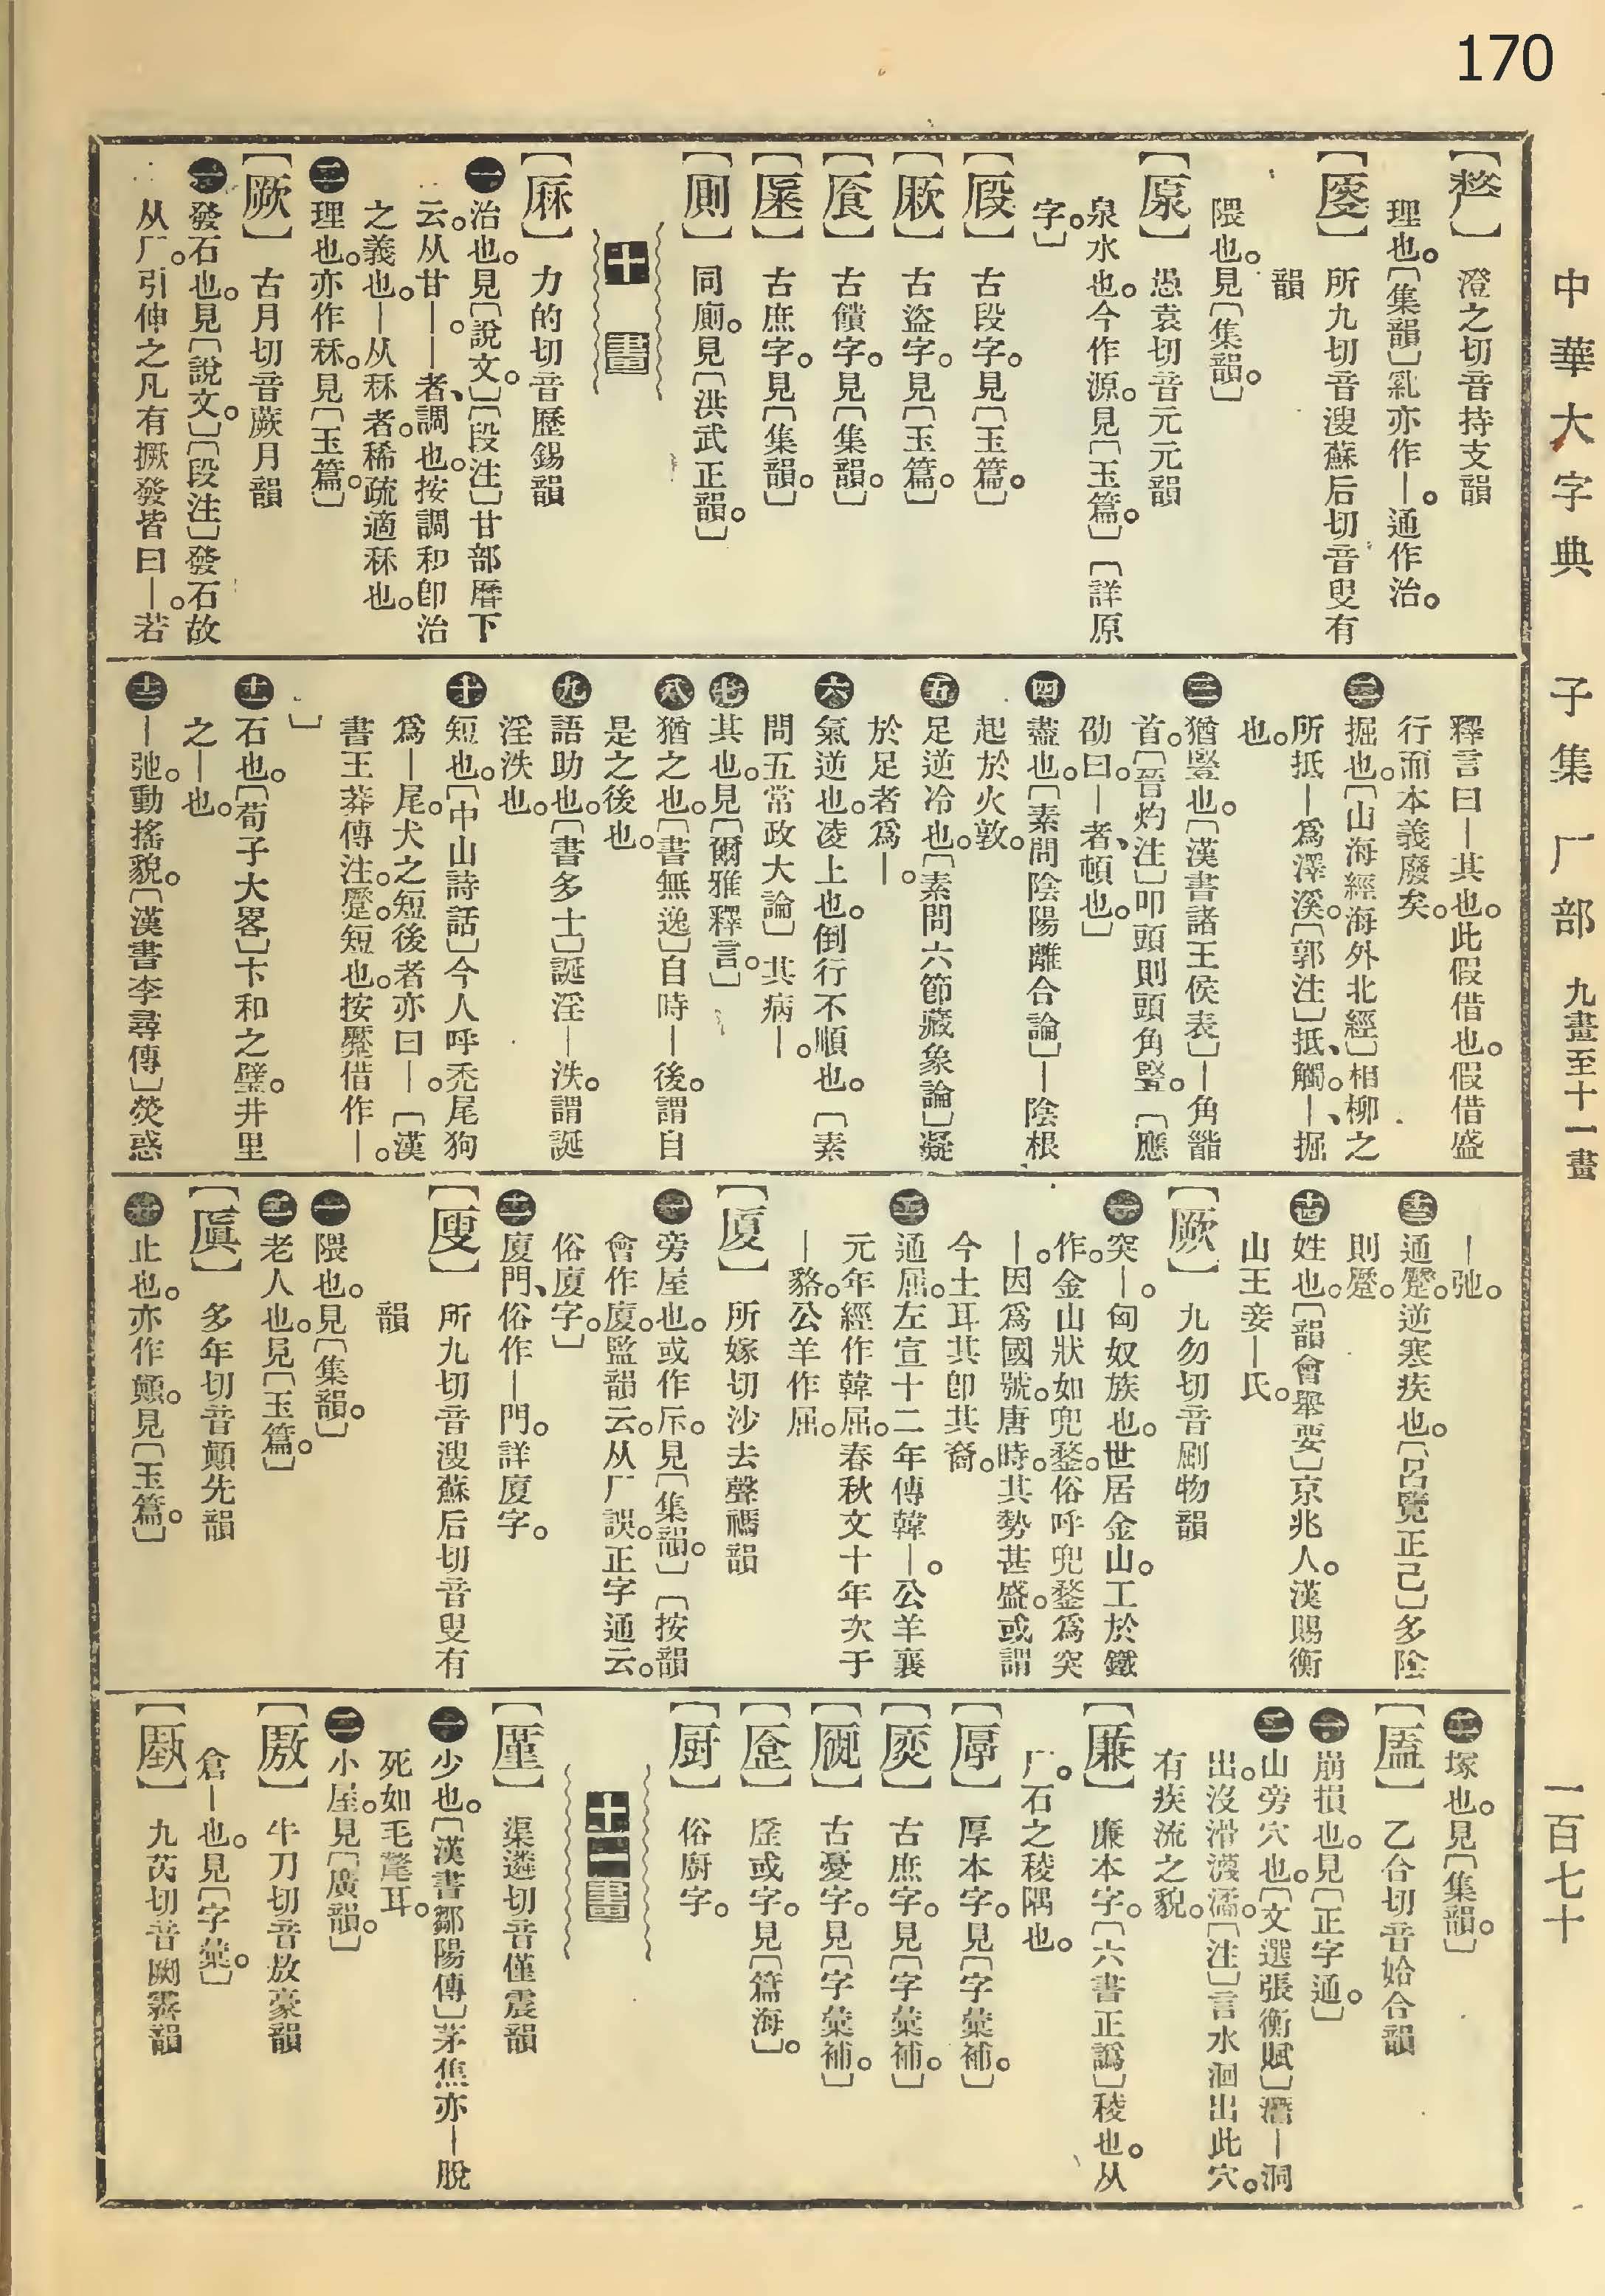 170
中華大字典 子集 厂部 九畫至十一畫 一百七十
澄之切音持支韻
理也。〔集韻〕亂亦作—。通作治。
所九切音溲蘇后切音叟有
韻
隈也。見〔集韻。〕
【厡】 愚袁切音元元韻
泉水也。今作源。見〔玉篇。〕〔詳原
字。〕
古段字。見〔玉篇。〕
古盜字。見〔玉篇。〕
古饋字。見〔集韻。〕
古庶字。見〔集韻。〕
【厠】 同廁。見〔洪武正韻。〕
十畫
【厤】 力的切音歷錫韻
一 治也。見〔說文。〕〔段注〕甘部曆下
云。从甘—。——者、調也。按調和卽治
之義也。—从秝者。稀疏適秝也。
二 理也。亦作秝。見〔玉篇。〕
【厥】 古月切音蕨月韻
一 發石也。見〔說文。〕〔段注〕發石故
从厂。引伸之凡有撅發皆曰—。若
釋言曰—其也。此假借也。假借盛
行而本義廢矣。
二 掘也。〔山海經海外北經〕相柳之
所抵—爲澤溪。〔郭注〕抵、觸。—、掘
也。
三 猶豎也。〔漢書諸王侯表〕—角䭫
首。〔晉灼注〕叩頭則頭角豎。〔應
劭曰。—者、頓也。〕
四 盡也。〔素問陰陽離合論〕—陰根
起於火敦。
五 足逆冷也。〔素問六節藏象論〕凝
於足者爲—。
六 氣逆也。凌上也。倒行不順也。〔素
問五常政大論〕其病—。
七 其也。見〔爾雅釋言。〕
八 猶之也。〔書無逸〕自時—後。謂自
是之後也。
九 語助也。〔書多士〕誕淫—泆。謂誕
淫泆也。
十 短也。〔中山詩話〕今人呼禿尾狗
爲—尾。犬之短後者亦曰—。〔漢
書王莽傳注。蹷。短也。按蹷借作—。
〕
十一 石也。〔荀子大畧〕卞和之璧。井里
之—也。
十二 —弛。動搖貌。〔漢書李尋傳〕熒惑
—弛。
十三 通蹷。逆寒疾也。〔呂覽正己〕多陰
則蹷。
十四 姓也。〔韻會舉要〕京兆人。漢賜衡
山王妾—氏。
【厥】 九勿切音劂物韻
一 突—。匈奴族也。世居金山。工於鐵
作。金山狀如兜鍪。俗呼兜鍪爲突
—。因爲國號。唐時。其勢甚盛。或謂
今土耳其卽其裔。
二 通屈。左宣十二年傳韓—。公羊襄
元年經作韓屈。春秋文十年次于
—貉。公羊作屈。
【厦】 所嫁切沙去聲禡韻
一 旁屋也。或作厏。見〔集韻。〕〔按韻
會作廈。監韻云。从厂誤。正字通云。
俗廈字。〕
二 廈門、俗作—門。詳廈字。
所九切音溲蘇后切音叟有
韻
一 隈也。見〔集韻。〕
二 老人也。見〔玉篇。〕
【厧】 多年切音顚先韻
一 止也。亦作顚。見〔玉篇。〕
二 塚也。見〔集韻。〕
【厒】 乙合切音姶合韻
一 崩損也。見〔正字通。〕
二 山旁穴也。〔文選張衡賦〕潛—洞
出。沒滑瀎潏。〔注〕言水洄出此穴。
有疾流之貌。
廉本字。〔六書正譌〕稜也。从
厂。石之稜隅也。
厚本字。見〔字彙補。〕
古庶字。見〔字彙補。〕
古憂字。見〔字彙補。〕
厜或字。見〔篇海〕。
【厨】 俗廚字。
十一畫
【厪】 渠遴切音僅震韻
一 少也。〔漢書鄒陽傳〕茅焦亦—脫
死如毛氂耳。
二 小屋。見〔廣韻。〕
【厫】 牛刀切音敖豪韻
倉—也。見〔字彙。〕
九芮切音劂霽韻